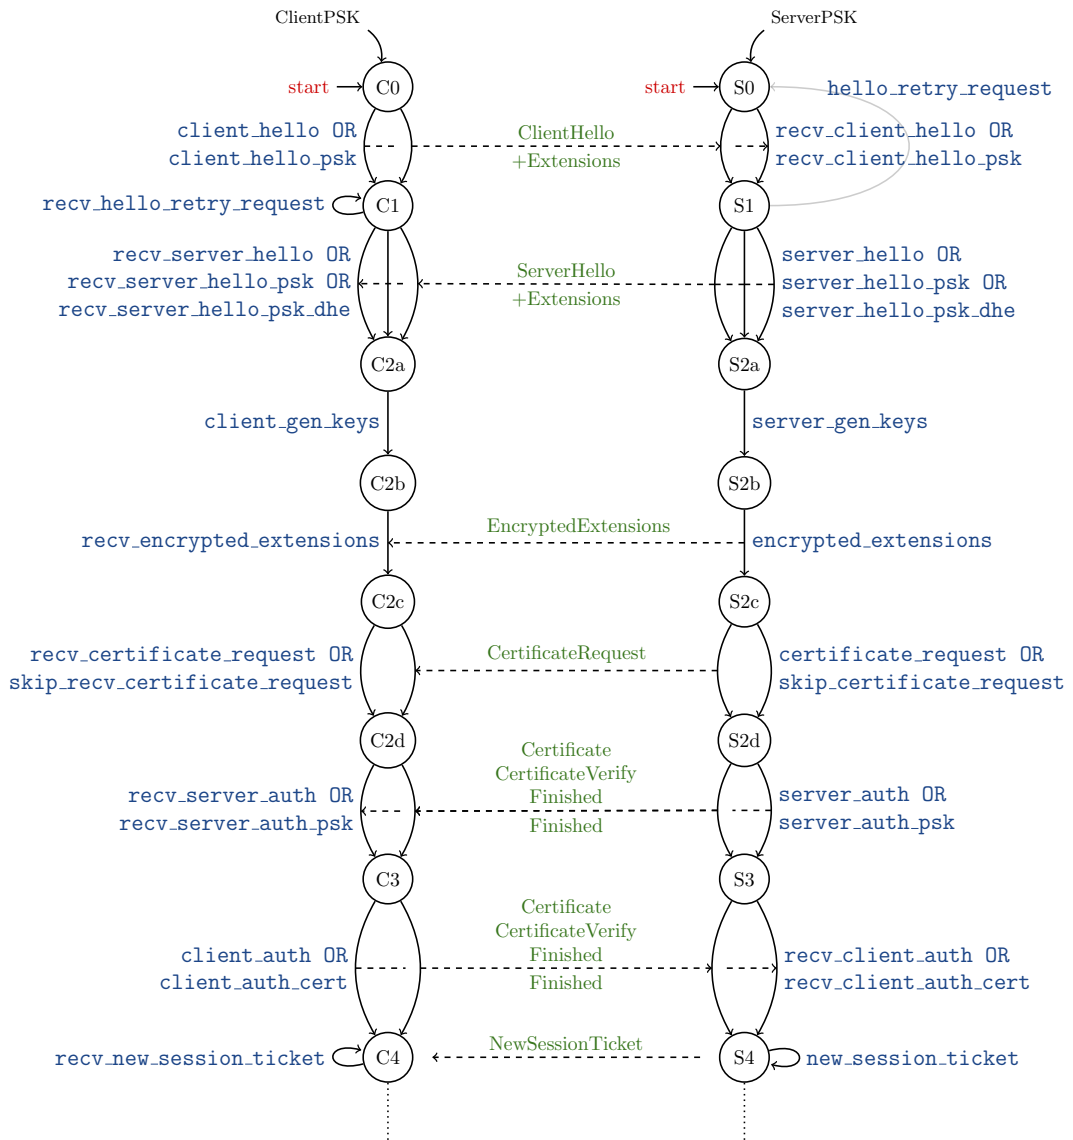 ClientPSK
ServerPSK
start
C0
start
S0
hello_retry_request
client_hello OR
client_hello_psk
ClientHello
+Extensions
recv_client_hello OR
recv_client_hello_psk
recv_hello_retry_request
C1
S1
recv_server_hello OR
recv_server_hello_psk OR
recv_server_hello_psk_dhe
ServerHello
+Extensions
server_hello OR
server_hello_psk OR
server_hello_psk_dhe
C2a
S2a
client_gen_keys
server_gen_keys
C2b
S2b
recv_encrypted_extensions
EncryptedExtensions
encrypted_extensions
C2c
S2c
recv_certificate_request OR
skip_recv_certificate_request
CertificateRequest
certificate_request OR
skip_certificate_request
C2d
S2d
recv_server_auth OR
recv_server_auth_psk
Certificate
CertificateVerify
Finished
Finished
server_auth OR
server_auth_psk
C3
S3
client_auth OR
client_auth_cert
Certificate
CertificateVerify
Finished
Finished
recv_client_auth OR
recv_client_auth_cert
recv_new_session_ticket
C4
NewSessionTicket
S4
new_session_ticket